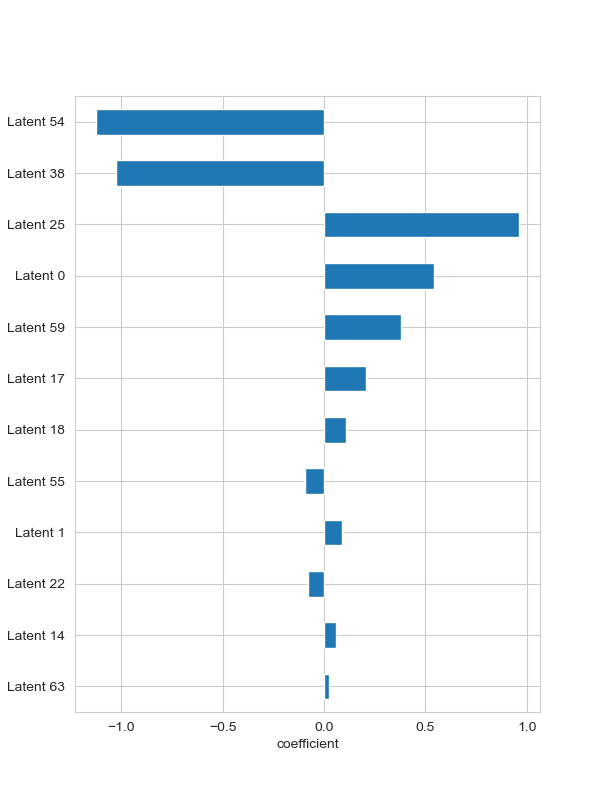 Latent 54
Latent 38
Latent 25
Latent 0
Latent 59
Latent 17
Latent 18
Latent 55
Latent 1
Latent 22
Latent 14
Latent 63
−1.0 −0.5 0.0 0.5 1.0
coefficient